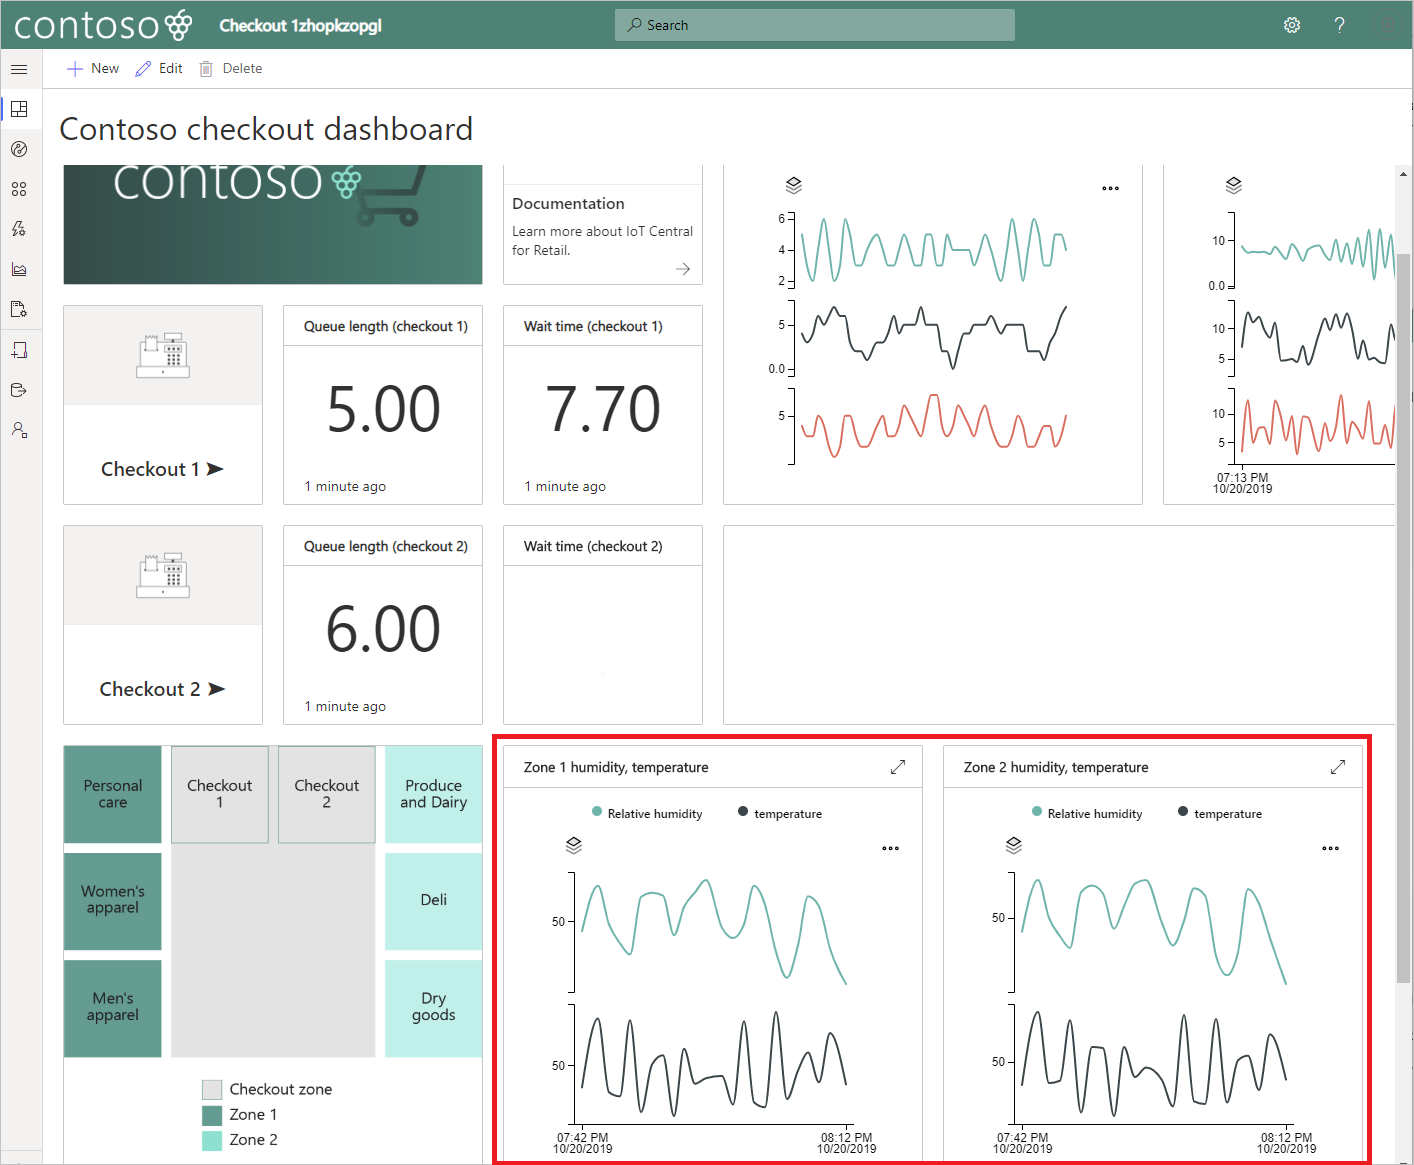 contoso
Checkout 1zhopkzopgl
Search
?
New
Edit
Delete
Contoso checkout dashboard
contoso
Documentation
Learn more about IoT Central
for Retail.
6
4
2
5
0.0
5
10
0.0
10
5
10
5
07:13 PM
10/20/2019
Checkout 1
Queue length (checkout 1)
5.00
1 minute ago
Wait time (checkout 1)
7.70
1 minute ago
Checkout 2
Queue length (checkout 2)
6.00
1 minute ago
Wait time (checkout 2)
Personal
care
Checkout
1
Checkout
2
Produce
and Dairy
Women's
apparel
Deli
Men's
apparel
Dry
goods
Checkout zone
Zone 1
Zone 2
Zone 1 humidity, temperature
Relative humidity
temperature
50
50
07:42 PM
10/20/2019
08:12 PM
10/20/2019
Zone 2 humidity, temperature
Relative humidity
temperature
50
50
07:42 PM
10/20/2019
08:12 PM
10/20/2019